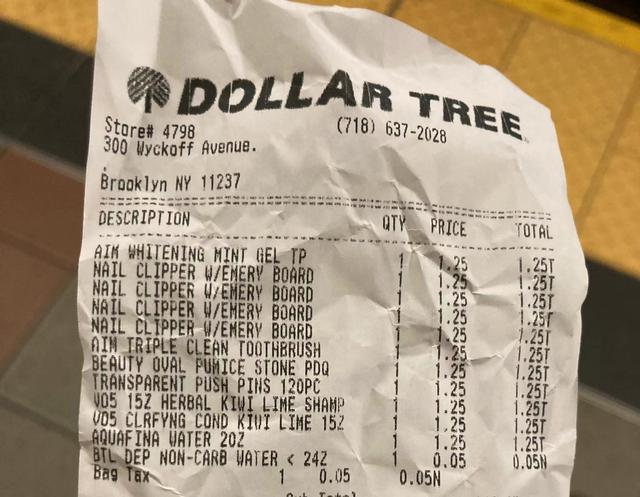 DOLLAR TREE
Store# 4798 (718) 637-2028
300 Wyckoff Avenue.
.
Brooklyn NY 11237
DESCRIPTION QTY PRICE TOTAL
AIM WHITENING MINT GEL TP 1 1.25 1.25T
NAIL CLIPPER W/EMERY BOARD 1 1.25 1.25T
NAIL CLIPPER W/EMERY BOARD 1 1.25 1.25T
NAIL CLIPPER W/EMERY BOARD 1 1.25 1.25T
NAIL CLIPPER W/EMERY BOARD 1 1.25 1.25T
AIM TRIPLE CLEAN TOOTHBRUSH 1 1.25 1.25T
BEAUTY OVAL PUMICE STONE PDQ 1 1.25 1.25T
TRANSPARENT PUSH PINS 120PC 1 1.25 1.25T
VO5 15Z HERBAL KIWI LIME SHAMP 1 1.25 1.25T
VO5 CLRFYNG COND KIWI LIME 15Z 1 1.25 1.25T
AQUAFINA WATER 20Z 1 1.25 1.25T
BTL DEP NON-CARB WATER < 24Z 1 0.05 0.05N
Bag Tax 1 0.05 0.05N
Sub Total